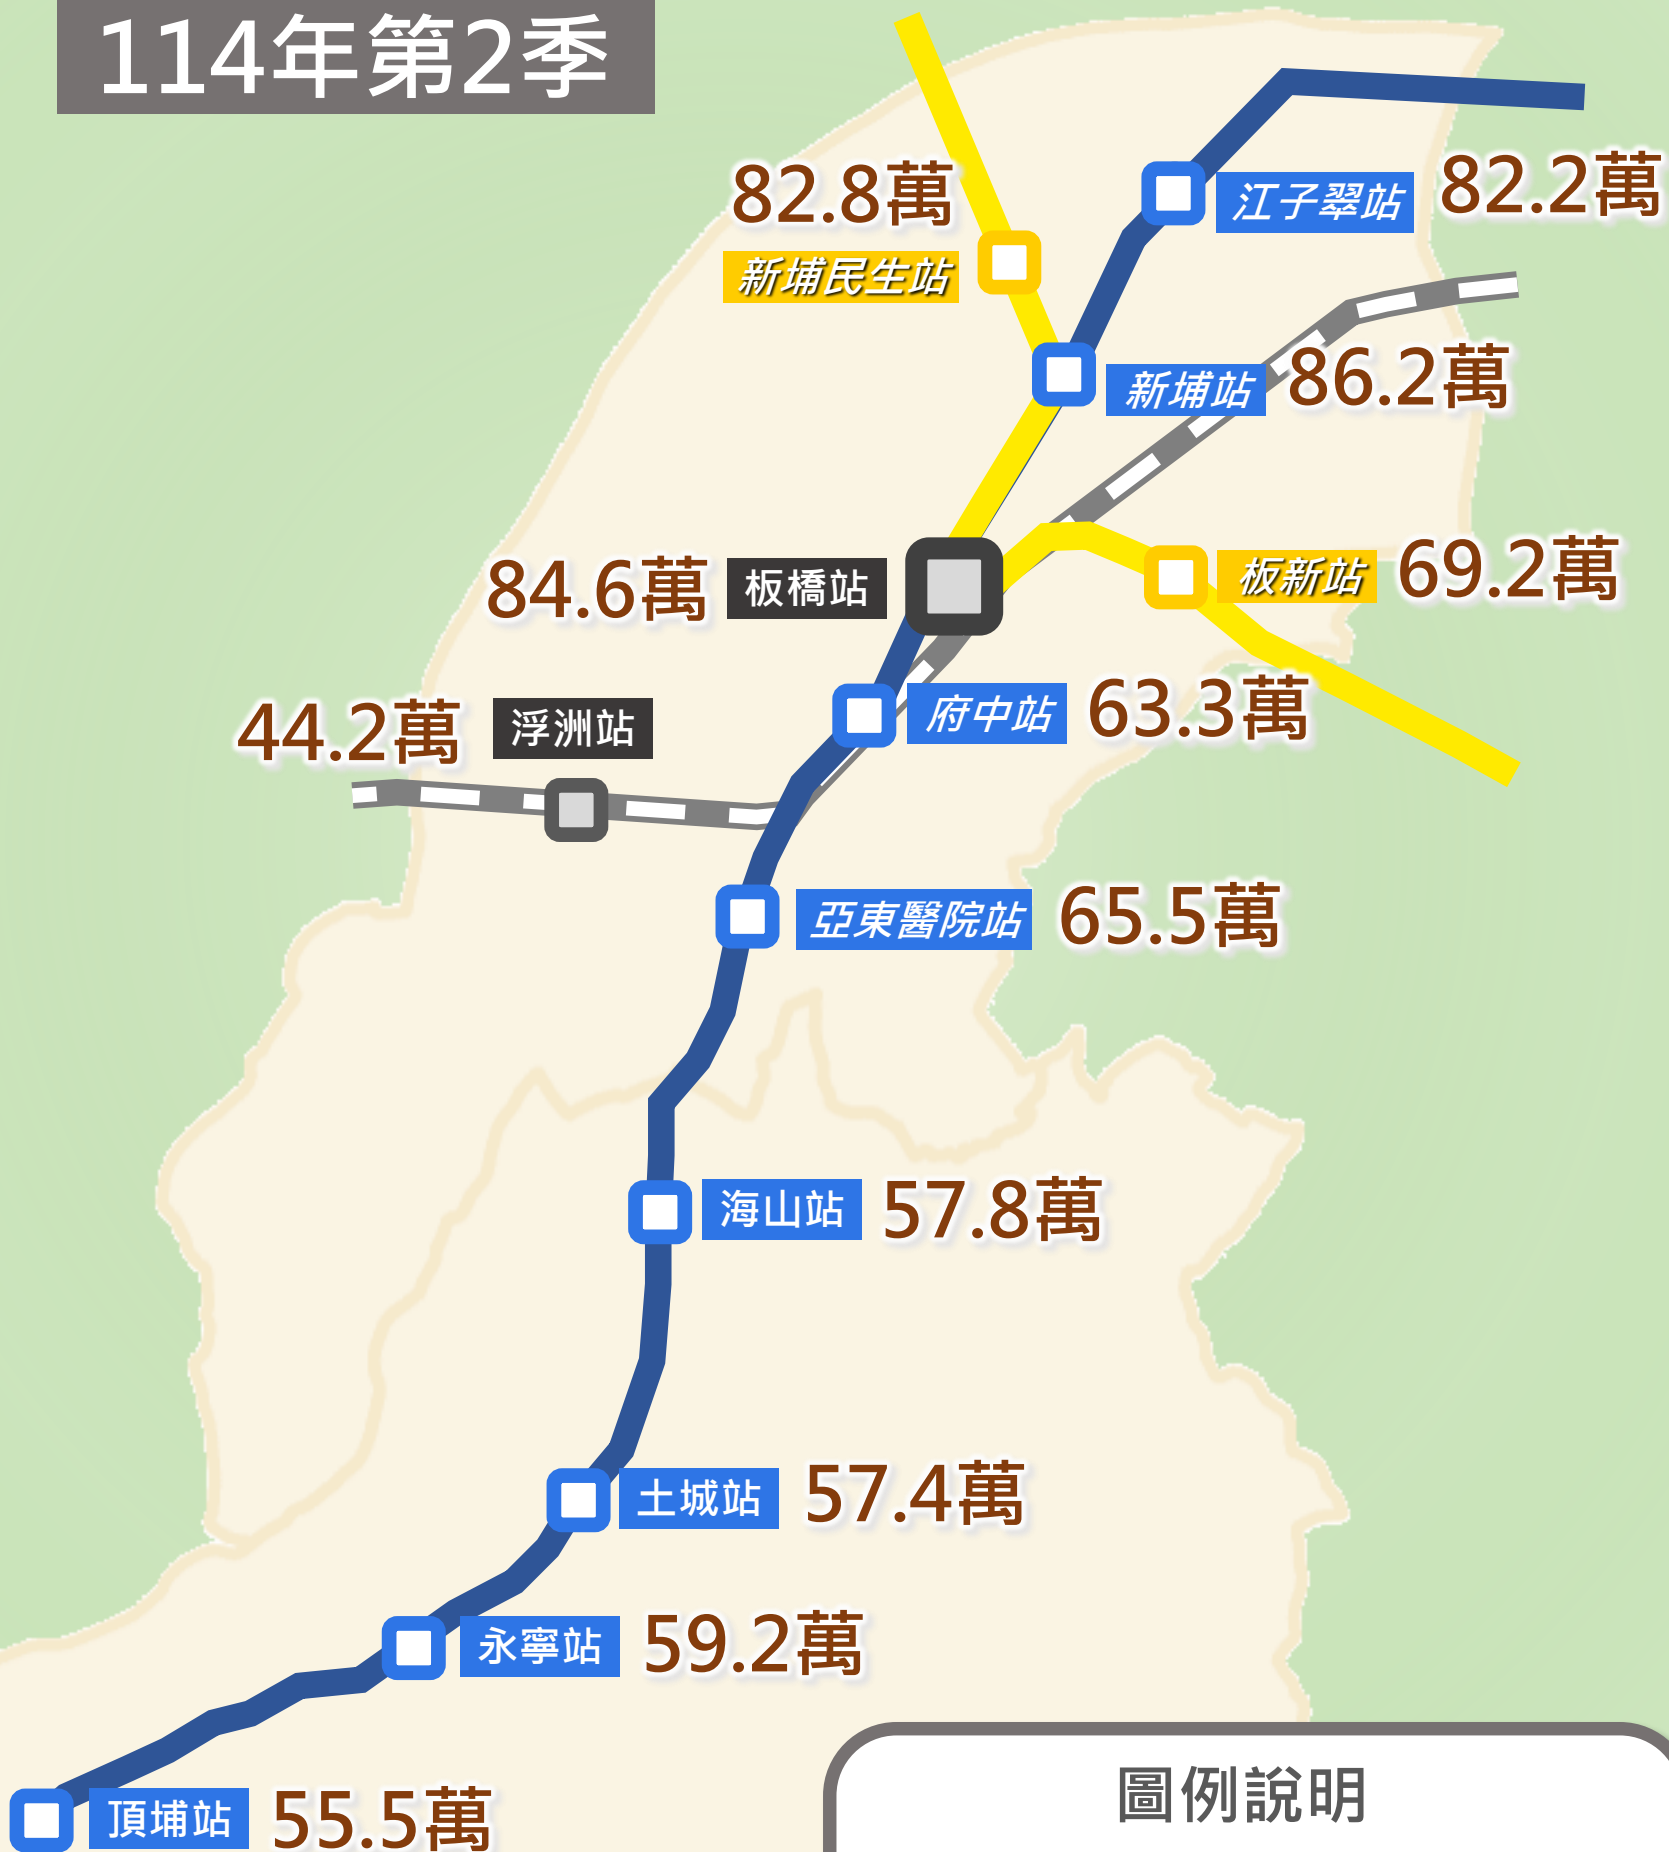 114年第2季
82.8萬
新埔民生站
江子翠站
82.2萬
新埔站
86.2萬
84.6萬
板橋站
板新站
69.2萬
44.2萬
浮洲站
府中站
63.3萬
亞東醫院站
65.5萬
海山站
57.8萬
土城站
57.4萬
永寧站
59.2萬
頂埔站
55.5萬
圖例說明